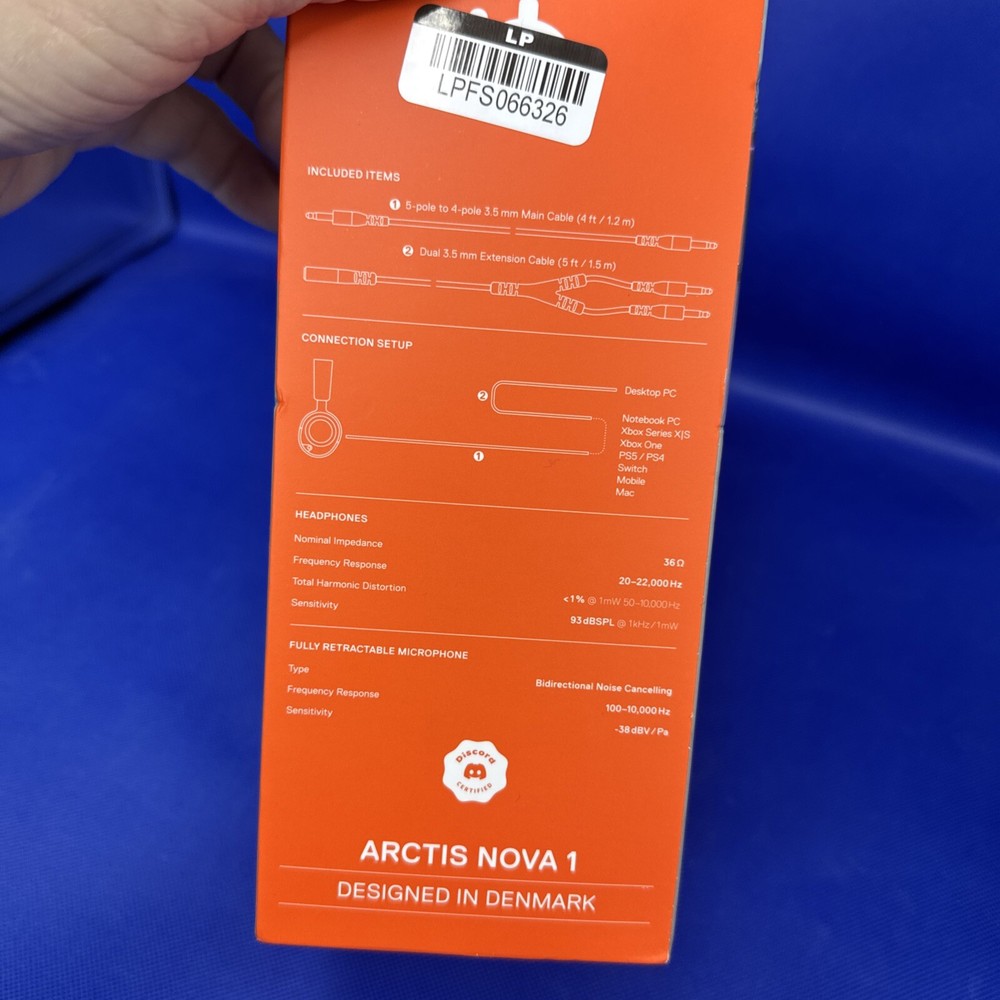 LP
LPFS066326
INCLUDED ITEMS
1 5-pole to 4-pole 3.5 mm Main Cable (4 ft / 1.2 m)
2 Dual 3.5 mm Extension Cable (5 ft / 1.5 m)
CONNECTION SETUP
2
Desktop PC
Notebook PC
Xbox Series X|S
Xbox One
PS5 / PS4
Switch
Mobile
Mac
1
HEADPHONES
Nominal Impedance 36 Ω
Frequency Response 20–22,000 Hz
Total Harmonic Distortion <1% @ 1mW 50–10,000 Hz
Sensitivity 93 dBSPL @ 1kHz/1mW
FULLY RETRACTABLE MICROPHONE
Type Bidirectional Noise Cancelling
Frequency Response 100–10,000 Hz
Sensitivity -38 dBV / Pa
Discord
CERTIFIED
ARCTIS NOVA 1
DESIGNED IN DENMARK